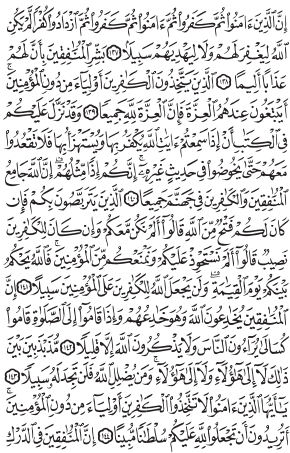 إِنَّ ٱلَّذِينَ ءَامَنُوا۟ ثُمَّ كَفَرُوا۟ ثُمَّ ءَامَنُوا۟ ثُمَّ كَفَرُوا۟ ثُمَّ ٱزْدَادُوا۟ كُفْرًا لَّمْ يَكُنِ
ٱللَّهُ لِيَغْفِرَ لَهُمْ وَلَا لِيَهْدِيَهُمْ سَبِيلًۢا ١٣٧ بَشِّرِ ٱلْمُنَٰفِقِينَ بِأَنَّ لَهُمْ
عَذَابًا أَلِيمًا ١٣٨ ٱلَّذِينَ يَتَّخِذُونَ ٱلْكَٰفِرِينَ أَوْلِيَآءَ مِن دُونِ ٱلْمُؤْمِنِينَ ۚ
أَيَبْتَغُونَ عِندَهُمُ ٱلْعِزَّةَ فَإِنَّ ٱلْعِزَّةَ لِلَّهِ جَمِيعًا ١٣٩ وَقَدْ نَزَّلَ عَلَيْكُمْ
فِى ٱلْكِتَٰبِ أَنْ إِذَا سَمِعْتُمْ ءَايَٰتِ ٱللَّهِ يُكْفَرُ بِهَا وَيُسْتَهْزَأُ بِهَا فَلَا تَقْعُدُوا۟
مَعَهُمْ حَتَّىٰ يَخُوضُوا۟ فِى حَدِيثٍ غَيْرِهِۦٓ ۚ إِنَّكُمْ إِذًا مِّثْلُهُمْ ۗ إِنَّ ٱللَّهَ جَامِعُ
ٱلْمُنَٰفِقِينَ وَٱلْكَٰفِرِينَ فِى جَهَنَّمَ جَمِيعًا ١٤٠ ٱلَّذِينَ يَتَرَبَّصُونَ بِكُمْ فَإِن
كَانَ لَكُمْ فَتْحٌ مِّنَ ٱللَّهِ قَالُوٓا۟ أَلَمْ نَكُن مَّعَكُمْ وَإِن كَانَ لِلْكَٰفِرِينَ
نَصِيبٌ قَالُوٓا۟ أَلَمْ نَسْتَحْوِذْ عَلَيْكُمْ وَنَمْنَعْكُم مِّنَ ٱلْمُؤْمِنِينَ ۚ فَٱللَّهُ يَحْكُمُ
بَيْنَكُمْ يَوْمَ ٱلْقِيَٰمَةِ ۗ وَلَن يَجْعَلَ ٱللَّهُ لِلْكَٰفِرِينَ عَلَى ٱلْمُؤْمِنِينَ سَبِيلًا ١٤١ إِنَّ
ٱلْمُنَٰفِقِينَ يُخَٰدِعُونَ ٱللَّهَ وَهُوَ خَٰدِعُهُمْ وَإِذَا قَامُوٓا۟ إِلَى ٱلصَّلَوٰةِ قَامُوا۟
كُسَالَىٰ يُرَآءُونَ ٱلنَّاسَ وَلَا يَذْكُرُونَ ٱللَّهَ إِلَّا قَلِيلًا ١٤٢ مُّذَبْذَبِينَ بَيْنَ
ذَٰلِكَ لَآ إِلَىٰ هَٰٓؤُلَآءِ وَلَآ إِلَىٰ هَٰٓؤُلَآءِ ۚ وَمَن يُضْلِلِ ٱللَّهُ فَلَن تَجِدَ لَهُۥ سَبِيلًا ١٤٣
يَٰٓأَيُّهَا ٱلَّذِينَ ءَامَنُوا۟ لَا تَتَّخِذُوا۟ ٱلْكَٰفِرِينَ أَوْلِيَآءَ مِن دُونِ ٱلْمُؤْمِنِينَ ۚ
أَتُرِيدُونَ أَن تَجْعَلُوا۟ لِلَّهِ عَلَيْكُمْ سُلْطَٰنًا مُّبِينًا ١٤٤ إِنَّ ٱلْمُنَٰفِقِينَ فِى ٱلدَّرْكِ